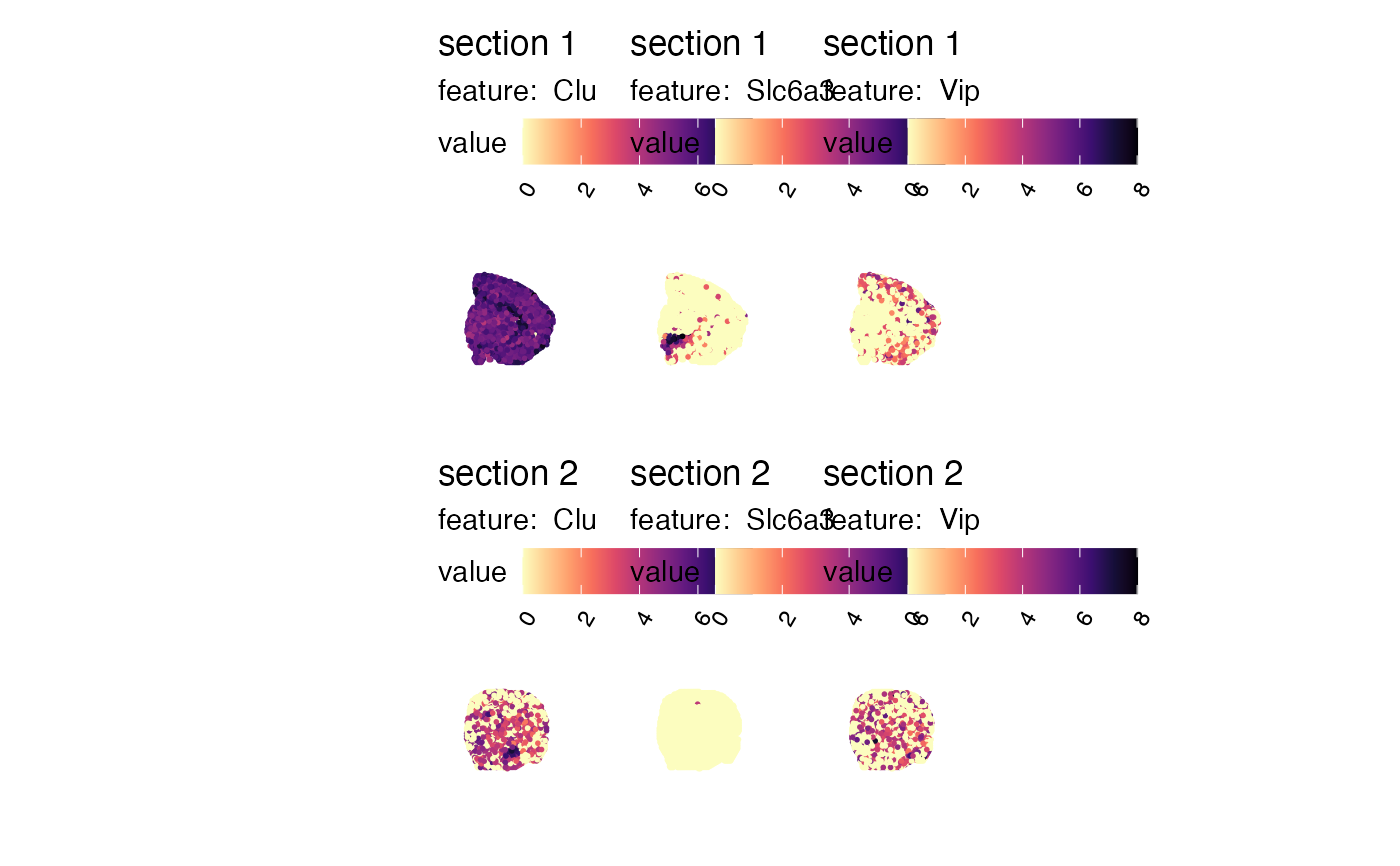 section 1 section 1 section 1
feature: Clu feature: Slc6a3 feature: Vip
value value value
0 2 4 6 0 2 4 6 0 2 4 6 8
section 2 section 2 section 2
feature: Clu feature: Slc6a3 feature: Vip
value value value
0 2 4 6 0 2 4 6 0 2 4 6 8